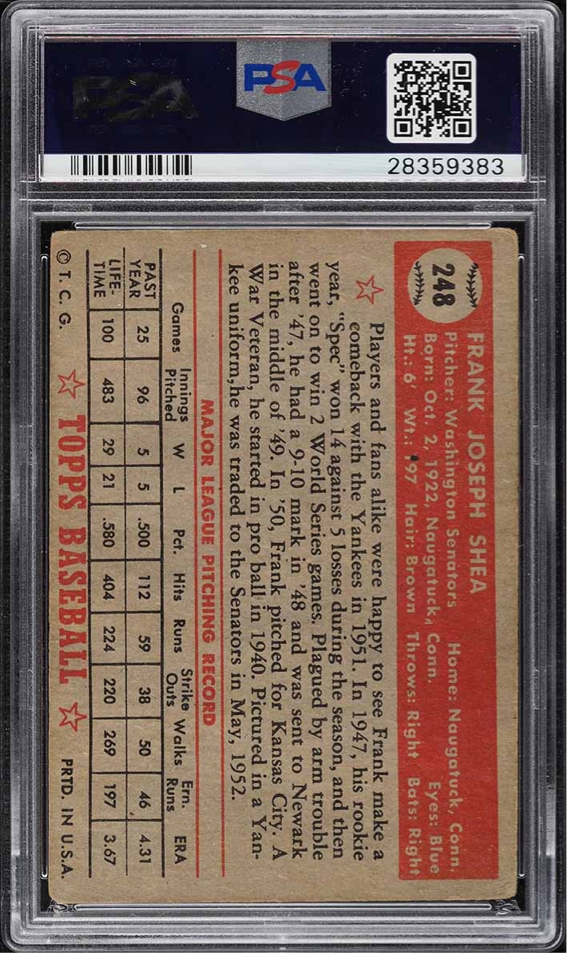 PSA
PSA
28359383
248
FRANK JOSEPH SHEA
Pitcher: Washington Senators Home: Naugatuck, Conn.
Born: Oct. 2, 1922, Naugatuck, Conn. Eyes: Blue
Ht.: 6' Wt.: 197 Hair: Brown Throws: Right Bats: Right
Players and fans alike were happy to see Frank make a
comeback with the Yankees in 1951. In 1947, his rookie
year, "Spec" won 14 against 5 losses during the season, and then
went on to win 2 World Series games. Plagued by arm trouble
after '47, he had a 9-10 mark in '48 and was sent to Newark
in the middle of '49. In '50, Frank pitched for Kansas City. A
War Veteran, he started in pro ball in 1940. Pictured in a Yan-
kee uniform, he was traded to the Senators in May, 1952.
MAJOR LEAGUE PITCHING RECORD
Games Innings Pitched W L Pct. Hits Runs Strike Outs Walks Ern. Runs ERA
PAST YEAR 25 96 5 5 .500 112 59 38 50 46 4.31
LIFE-TIME 100 483 29 21 .580 404 224 220 269 197 3.67
© T. C. G. TOPPS BASEBALL PRTD. IN U.S.A.